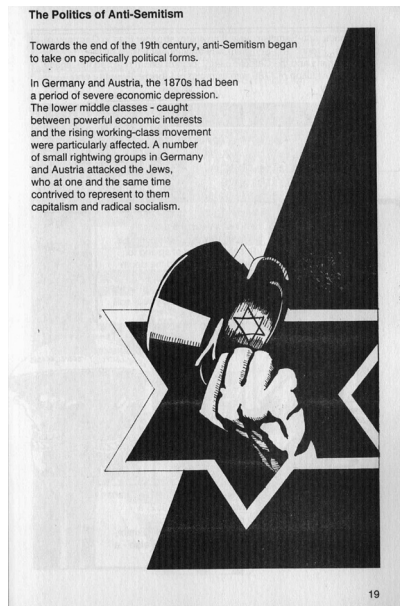 The Politics of Anti-Semitism
Towards the end of the 19th century, anti-Semitism began
to take on specifically political forms.
In Germany and Austria, the 1870s had been
a period of severe economic depression.
The lower middle classes - caught
between powerful economic interests
and the rising working-class movement
were particularly affected. A number
of small rightwing groups in Germany
and Austria attacked the Jews,
who at one and the same time
contrived to represent to them
capitalism and radical socialism.
19